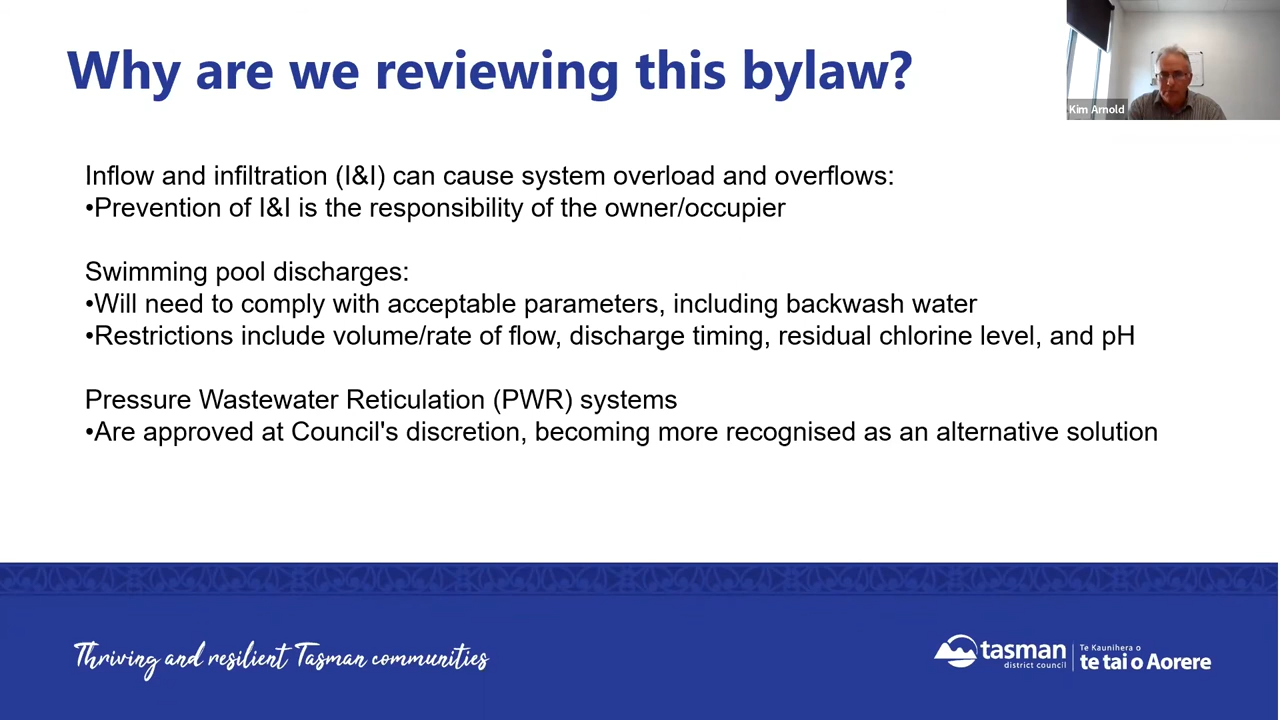 Why are we reviewing this bylaw?
Kim Arnold
Inflow and infiltration (I&I) can cause system overload and overflows:
•Prevention of I&I is the responsibility of the owner/occupier
Swimming pool discharges:
•Will need to comply with acceptable parameters, including backwash water
•Restrictions include volume/rate of flow, discharge timing, residual chlorine level, and pH
Pressure Wastewater Reticulation (PWR) systems
•Are approved at Council's discretion, becoming more recognised as an alternative solution
Thriving and resilient Tasman communities
tasman
district council
Te Kaunihera o
te tai o Aorere